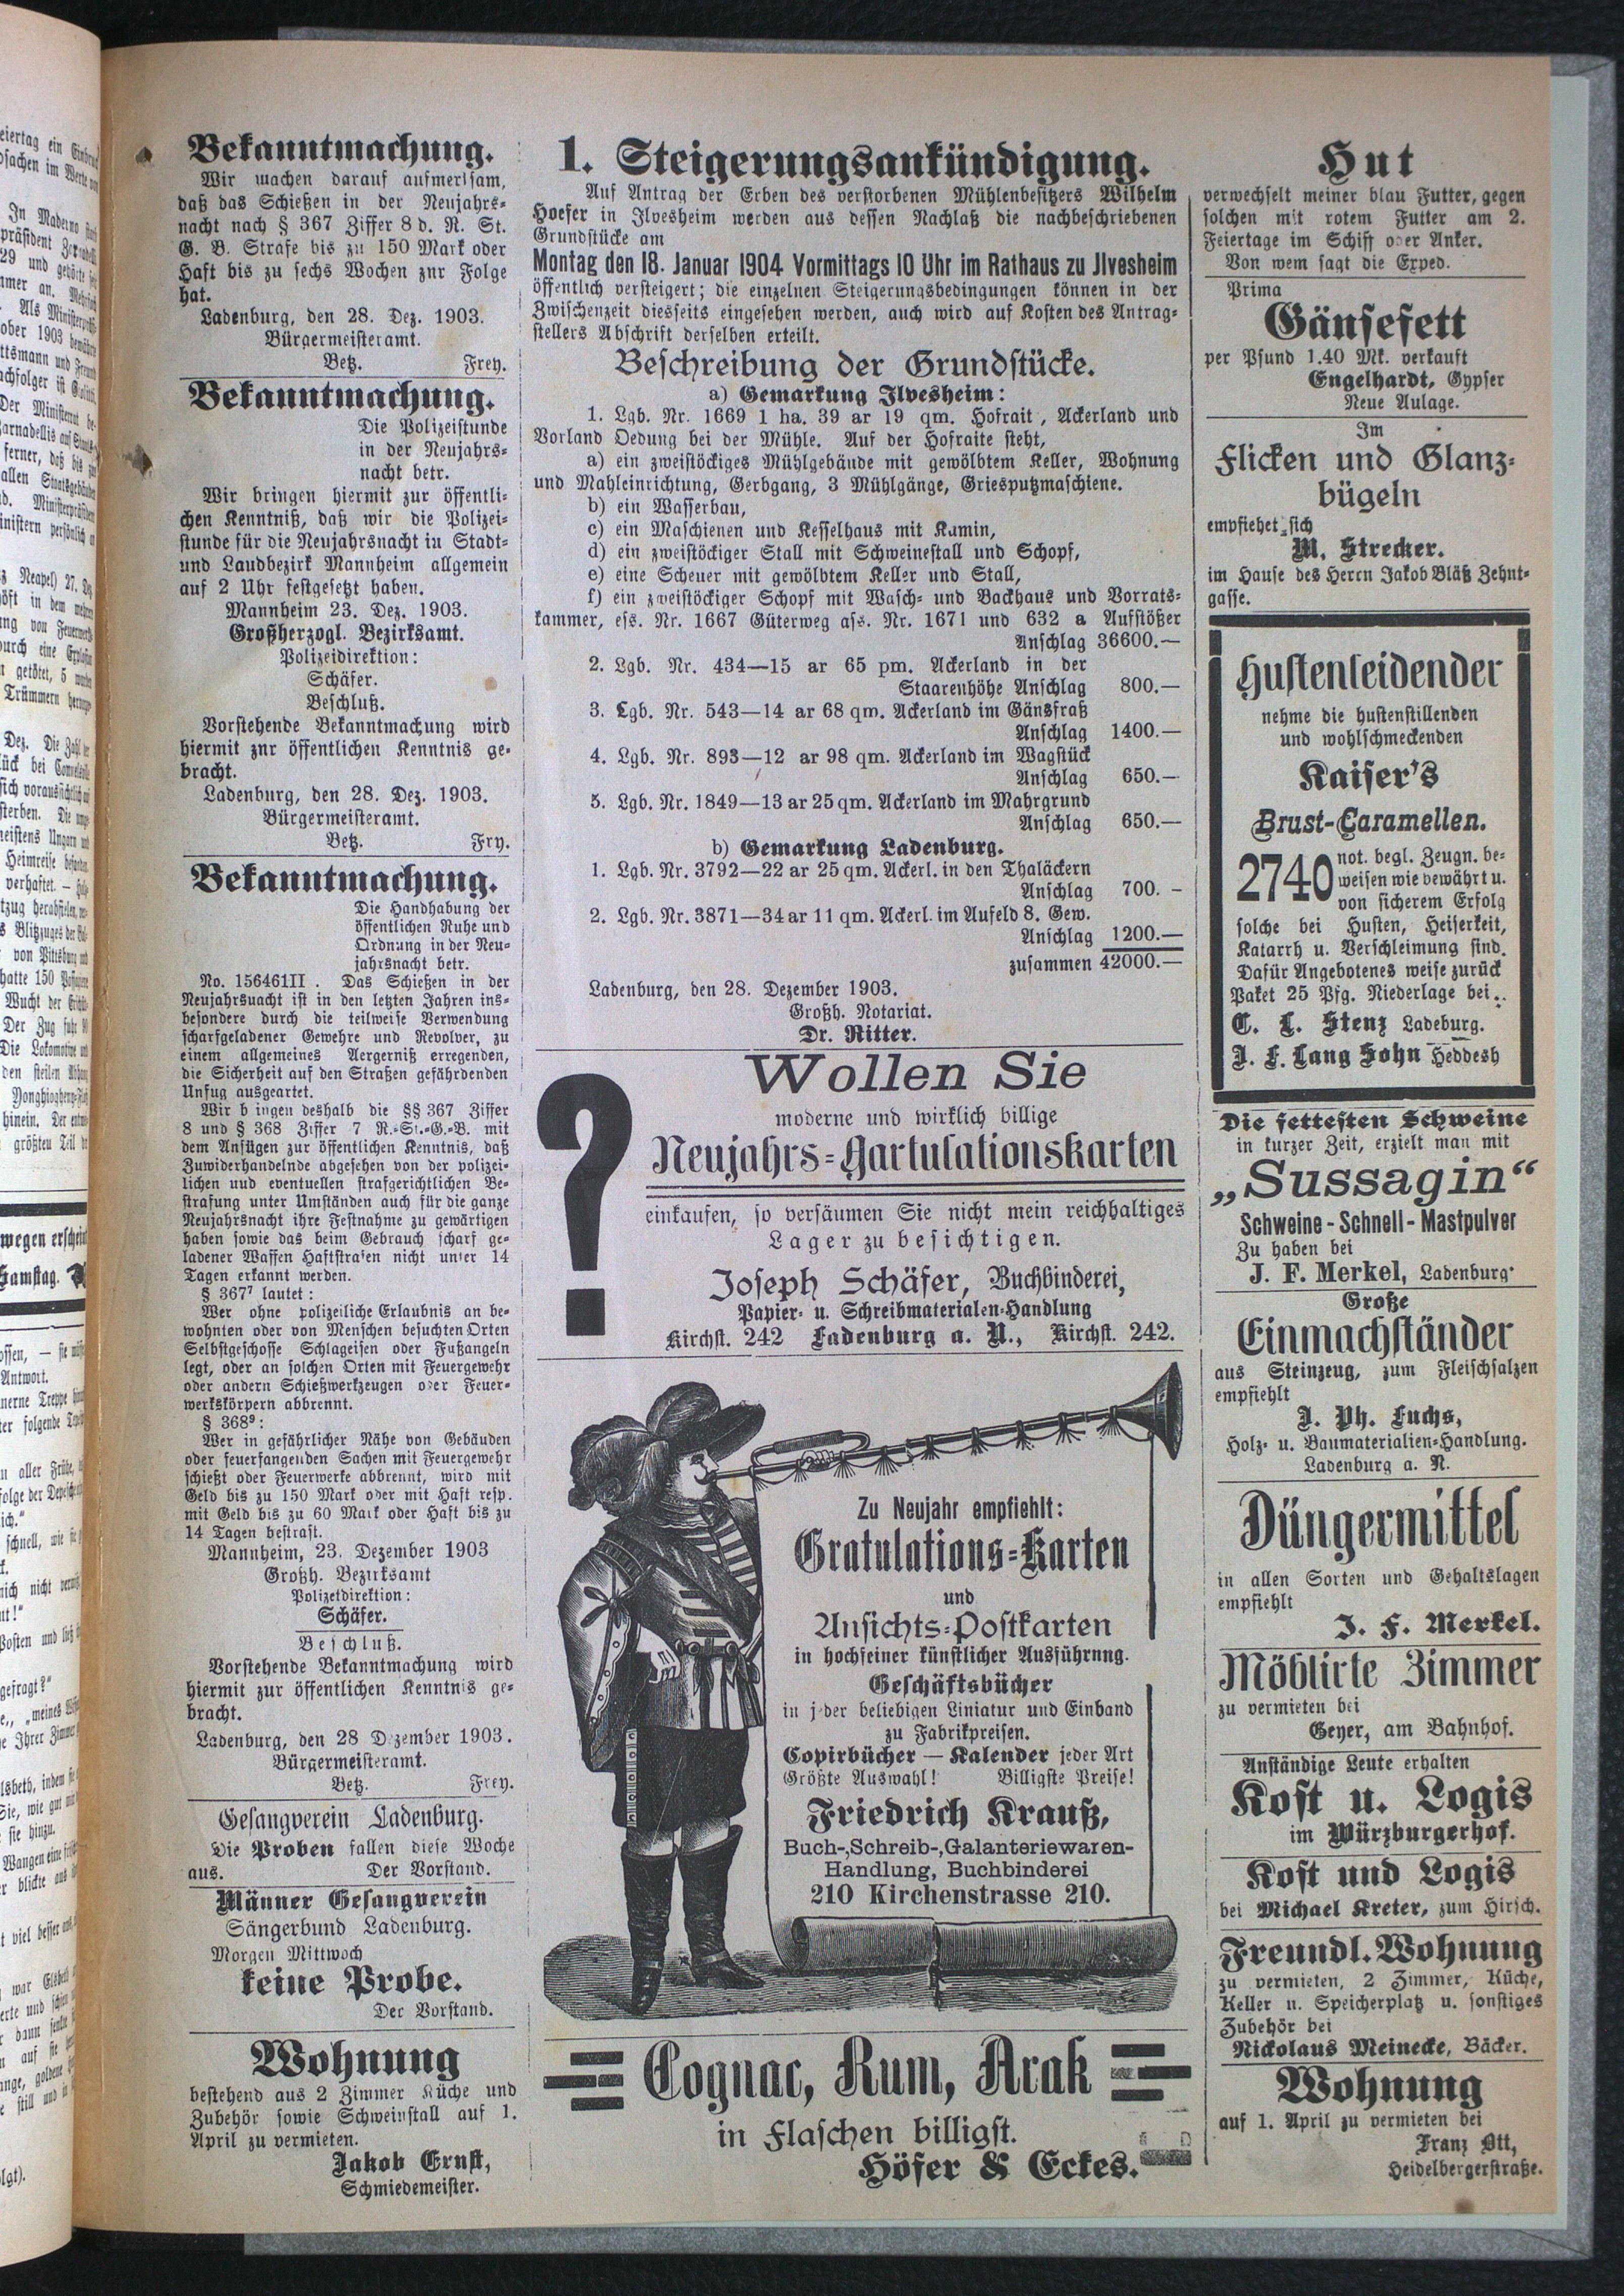 Bekanntmachung.
Wir machen darauf aufmerksam,
daß das Schießen in der Neujahrs=
nacht nach § 367 Ziffer 8 d. R. St.
G. B. Strafe bis zu 150 Mark oder
Haft bis zu sechs Wochen znr Folge
hat.
Ladenburg, den 28. Dez. 1903.
Bürgermeisteramt.
Betz. Frey.
Bekanntmachung.
Die Polizeistunde
in der Neujahrs=
nacht betr.
Wir bringen hiermit zur öffentli=
chen Kenntniß, daß wir die Polizei=
stunde für die Neujahrsnacht in Stadt=
und Landbezirk Mannheim allgemein
auf 2 Uhr festgesetzt haben.
Mannheim 23. Dez. 1903.
Großherzogl. Bezirksamt.
Polizeidirektion:
Schäfer.
Beschluß.
Vorstehende Bekanntmachung wird
hiermit znr öffentlichen Kenntnis ge=
bracht.
Ladenburg, den 28. Dez. 1903.
Bürgermeisteramt.
Betz. Fry.
Bekanntmachung.
Die Handhabung der
öffentlichen Ruhe und
Ordnung in der Neu=
jahrsnacht betr.
No. 156461II . Das Schießen in der
Neujahrsnacht ist in den letzten Jahren ins=
besondere durch die teilweise Verwendung
scharfgeladener Gewehre und Revolver, zu
einem allgemeines Aergerniß erregenden,
die Sicherheit auf den Straßen gefährdenden
Unfug ausgeartet.
Wir b ingen deshalb die §§ 367 Ziffer
8 und § 368 Ziffer 7 R.=St.=G.=B. mit
dem Anfügen zur öffentlichen Kenntnis, daß
Zuwiderhandelnde abgesehen von der polizei=
lichen und eventuellen strafgerichtlichen Be=
strafung unter Umständen auch für die ganze
Neujahrsnacht ihre Festnahme zu gewärtigen
haben sowie das beim Gebrauch scharf ge=
ladener Waffen Haftstrafen nicht unter 14
Tagen erkannt werden.
§ 367⁷ lautet :
Wer ohne polizeiliche Erlaubnis an be=
wohnten oder von Menschen besuchten Orten
Selbstgeschosse Schlageisen oder Fußangeln
legt, oder an solchen Orten mit Feuergewehr
oder andern Schießwerkzeugen oder Feuer=
werkskörpern abbrennt.
§ 368⁹ :
Wer in gefährlicher Nähe von Gebäuden
oder feuerfangenden Sachen mit Feuergewehr
schießt oder Feuerwerke abbrennt, wird mit
Geld bis zu 150 Mark oder mit Haft resp.
mit Geld bis zu 60 Mark oder Haft bis zu
14 Tagen bestraft.
Mannheim, 23. Dezember 1903
Großh. Bezirksamt
Polizeidirektion:
Schäfer.
Beschluß.
Vorstehende Bekanntmachung wird
hiermit zur öffentlichen Kenntnis ge=
bracht.
Ladenburg, den 28 Dezember 1903.
Bürgermeisteramt.
Betz. Frey.
Gesangverein Ladenburg.
Die Proben fallen diese Woche
aus. Der Vorstand.
Männer Gesangverein
Sängerbund Ladenburg.
Morgen Mittwoch
keine Probe.
Der Vorstand.
Wohnung
bestehend aus 2 Zimmer Küche und
Zubehör sowie Schweinstall auf 1.
April zu vermieten.
Jakob Ernst,
Schmiedemeister.
1. Steigerungsankündigung.
Auf Antrag der Erben des verstorbenen Mühlenbesitzers Wilhelm
Hoefer in Ilvesheim werden aus dessen Nachlaß die nachbeschriebenen
Grundstücke am
Montag den 18. Januar 1904 Vormittags 10 Uhr im Rathaus zu Jlvesheim
öffentlich versteigert; die einzelnen Steigerungsbedingungen können in der
Zwischenzeit diesseits eingesehen werden, auch wird auf Kosten des Antrag=
stellers Abschrift derselben erteilt.
Beschreibung der Grundstücke.
a) Gemarkung Ilvesheim:
1. Lgb. Nr. 1669 1 ha. 39 ar 19 qm. Hofrait , Ackerland und
Vorland Oedung bei der Mühle. Auf der Hofraite steht,
a) ein zweistöckiges Mühlgebäude mit gewölbtem Keller, Wohnung
und Mahleinrichtung, Gerbgang, 3 Mühlgänge, Griesputzmaschiene.
b) ein Wasserbau,
c) ein Maschienen und Kesselhaus mit Kamin,
d) ein zweistöckiger Stall mit Schweinestall und Schopf,
e) eine Scheuer mit gewölbtem Keller und Stall,
f) ein zweistöckiger Schopf mit Wasch= und Backhaus und Vorrats=
kammer, efs. Nr. 1667 Güterweg ass. Nr. 1671 und 632 a Aufstößer
Anschlag 36600.—
2. Lgb. Nr. 434—15 ar 65 pm. Ackerland in der
Staarenhöhe Anschlag 800.—
3. Lgb. Nr. 543—14 ar 68 qm. Ackerland im Gänsfraß
Anschlag 1400.—
4. Lgb. Nr. 893—12 ar 98 qm. Ackerland im Wagstück
Anschlag 650.—
5. Lgb. Nr. 1849—13 ar 25 qm. Ackerland im Mahrgrund
Anschlag 650.—
b) Gemarkung Ladenburg.
1. Lgb. Nr. 3792—22 ar 25 qm. Ackerl. in den Thaläckern
Anschlag 700. –
2. Lgb. Nr. 3871—34 ar 11 qm. Ackerl. im Aufeld 8. Gew.
Anschlag 1200.—
zusammen 42000.—
Ladenburg, den 28. Dezember 1903.
Großh. Notariat.
Dr. Ritter.
?
Wollen Sie
moderne und wirklich billige
Neujahrs=Gartulationskarten
einkaufen, so versäumen Sie nicht mein reichhaltiges
Lager zu besichtigen.
Joseph Schäfer, Buchbinderei,
Papier= u. Schreibmaterialen=Handlung
Kirchst. 242 Ladenburg a. N., Kirchst. 242.
Zu Neujahr empfiehlt:
Gratulations=Karten
und
Ansichts=Postkarten
in hochfeiner künstlicher Ausführung.
Geschäftsbücher
in j der beliebigen Liniatur und Einband
zu Fabrikpreisen.
Copirbücher — Kalender jeder Art
Größte Auswahl! Billigste Preise!
Friedrich Krauß,
Buch-,Schreib-,Galanteriewaren-
Handlung, Buchbinderei
210 Kirchenstrasse 210.
Cognac, Rum, Arak
in Flaschen billigst.
Höfer & Eckes.
Hut
verwechselt meiner blau Futter, gegen
solchen mit rotem Futter am 2.
Feiertage im Schiff oder Anker.
Von wem sagt die Exped.
Prima
Gänsefett
per Pfund 1.40 Mk. verkauft
Engelhardt, Gypser
Neue Anlage.
Im
Flicken und Glanz=
bügeln
empfiehet sich
M. Strecker.
im Hause des Herrn Jakob Bläß Zehnt=
gasse.
Hustenleidender
nehme die hustenstillenden
und wohlschmeckenden
Kaiser's
Brust-Caramellen.
2740 not. begl. Zeugn. be=
weisen wie bewährt u.
von sicherem Erfolg
solche bei Husten, Heiserkeit,
Katarrh u. Verschleimung sind.
Dafür Angebotenes weise zurück
Paket 25 Pfg. Niederlage bei..
C. L. Stenz Ladeburg.
J. F. Lang Sohn Heddesh
Die fettesten Schweine
in kurzer Zeit, erzielt man mit
„Sussagin“
Schweine - Schnell - Mastpulver
Zu haben bei
J. F. Merkel, Ladenburg.
Große
Einmachständer
aus Steinzeug, zum Fleischsalzen
empfiehlt
J. Ph. Fuchs,
Holz= u. Baumaterialien=Handlung.
Ladenburg a. N.
Düngermittel
in allen Sorten und Gehaltslagen
empfiehlt
J. F. Merkel.
Möblirte Zimmer
zu vermieten bei
Geyer, am Bahnhof.
Anständige Leute erhalten
Kost u. Logis
im Würzburgerhof.
Kost und Logis
bei Michael Kreter, zum Hirsch.
Freundl. Wohnung
zu vermieten, 2 Zimmer, Küche,
Keller u. Speicherplatz u. sonstiges
Zubehör bei
Nickolaus Meinecke, Bäcker.
Wohnung
auf 1. April zu vermieten bei
Franz Ott,
Heidelbergerstraße.